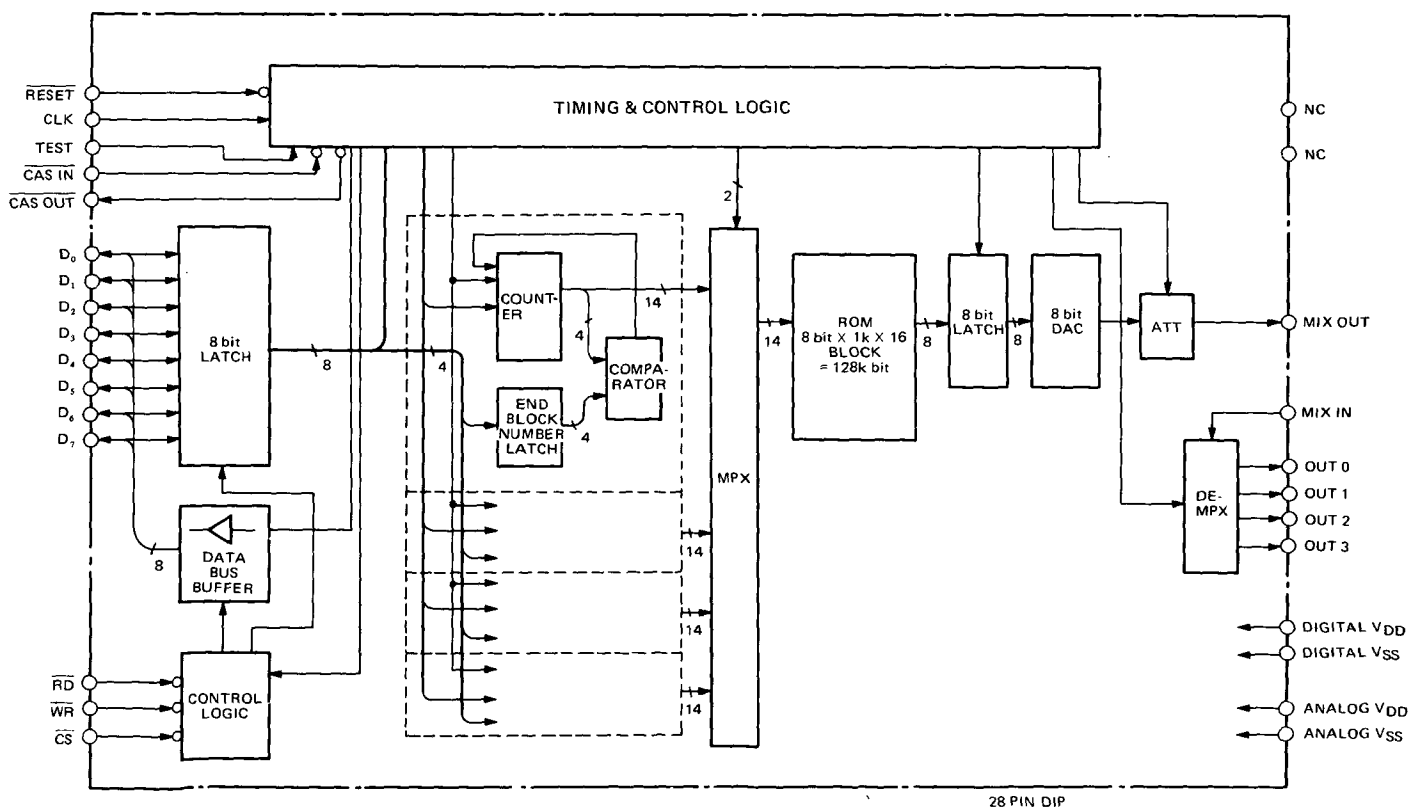 RESET
CLK
TEST
CAS IN
CAS OUT
TIMING & CONTROL LOGIC
NC
NC
D₀
D₁
D₂
D₃
D₄
D₅
D₆
D₇
8 bit
LATCH
8
4
COUNT-
ER
14
4
COMPA-
RATOR
END
BLOCK
NUMBER
LATCH
4
2
MPX
14
14
14
14
ROM
8 bit X 1k X 16
BLOCK
= 128k bit
8
8 bit
LATCH
8
8 bit
DAC
ATT
MIX OUT
MIX IN
DE-
MPX
OUT 0
OUT 1
OUT 2
OUT 3
8
DATA
BUS
BUFFER
RD
WR
CS
CONTROL
LOGIC
DIGITAL VDD
DIGITAL VSS
ANALOG VDD
ANALOG VSS
28 PIN DIP